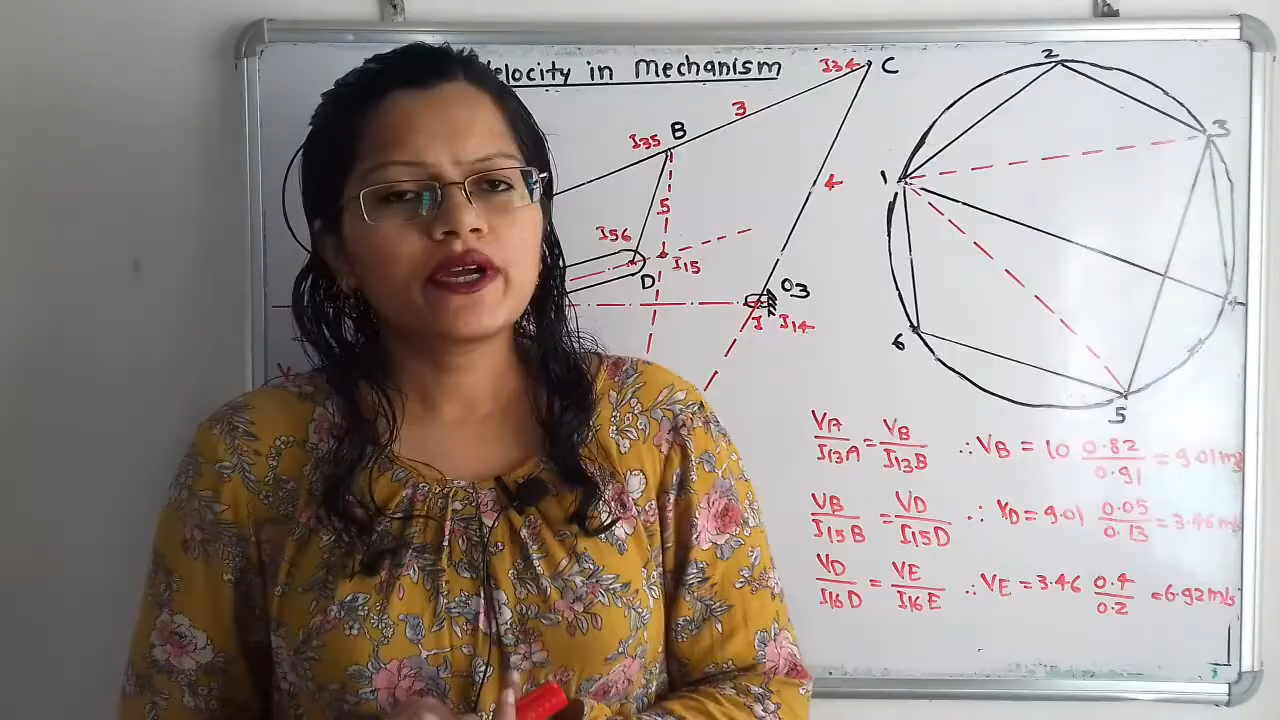 Velocity in Mechanism
I34 C
3
I35 B
4
5
I56
D I15
O3
I I14
2
3
1
4
6
5
VA/I13A = VB/I13B ∴ VB = 10 0.82/0.91 = 9.01 m/s
VB/I15B = VD/I15D ∴ VD = 9.01 0.05/0.13 = 3.46 m/s
VD/I16D = VE/I16E ∴ VE = 3.46 0.4/0.2 = 6.92 m/s